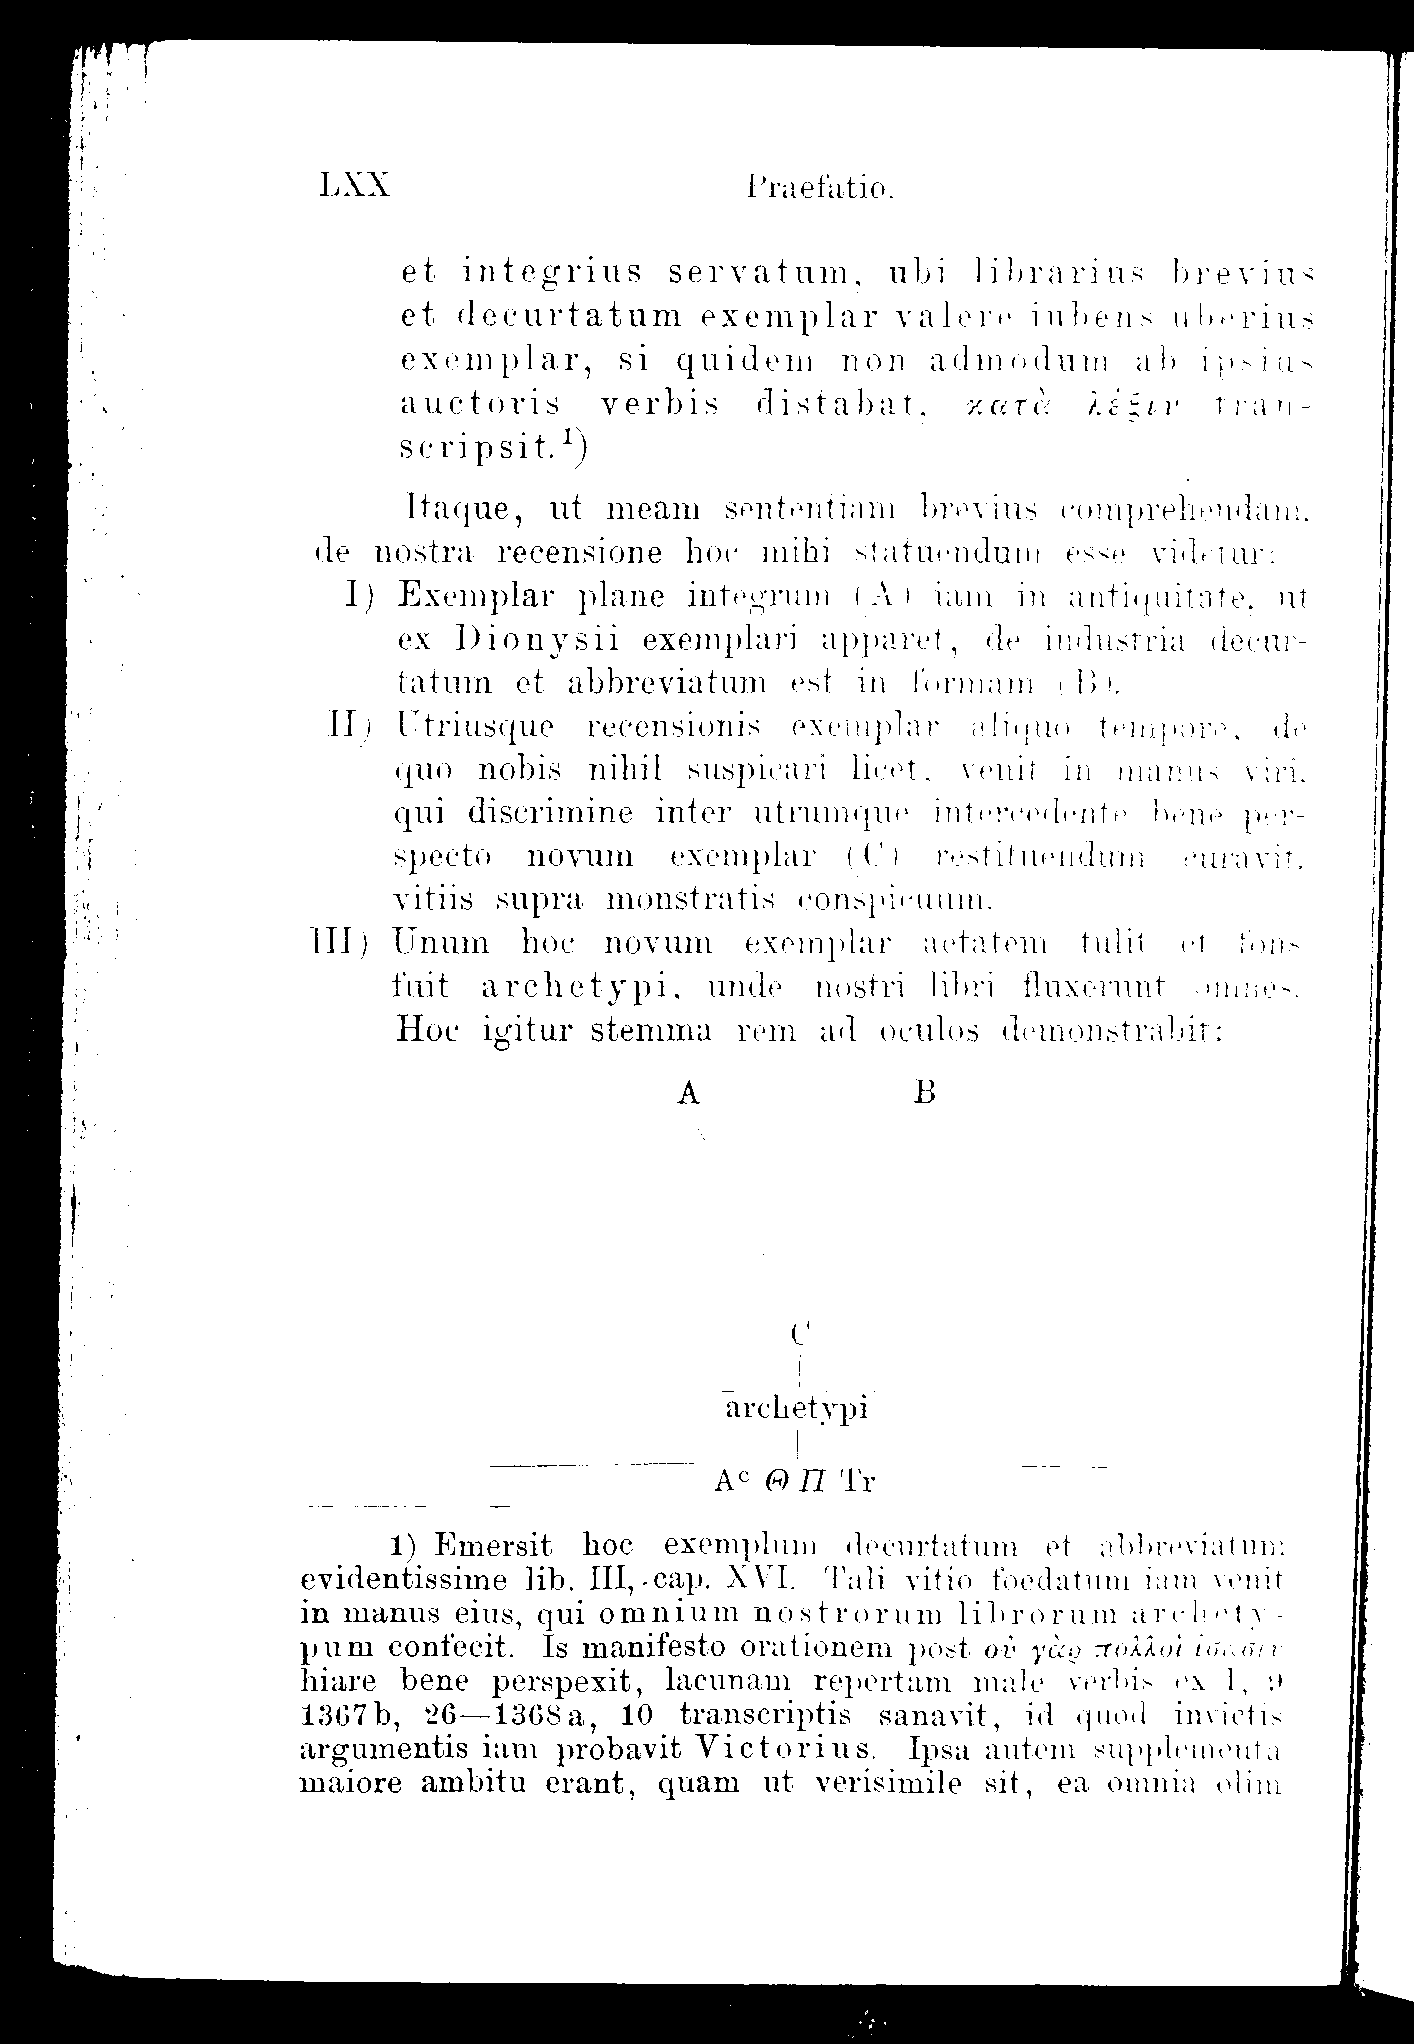 LXX Praefatio.
et integrius servatum, ubi librarius brevius
et decurtatum exemplar valere iubens uberius
exemplar, si quidem non admodum ab ipsius
auctoris verbis distabat, κατὰ λέξιν tran-
scripsit.¹)
Itaque, ut meam sententiam brevius comprehendam,
de nostra recensione hoc mihi statuendum esse videtur:
I) Exemplar plane integrum (A) iam in antiquitate, ut
ex Dionysii exemplari apparet, de industria decur-
tatum et abbreviatum est in formam (B).
II) Utriusque recensionis exemplar aliquo tempore, de
quo nobis nihil suspicari licet, venit in manus viri,
qui discrimine inter utrumque intercedente bene per-
specto novum exemplar (C) restituendum curavit,
vitiis supra monstratis conspicuum.
III) Unum hoc novum exemplar aetatem tulit et fons
fuit archetypi, unde nostri libri fluxerunt omnes.
Hoc igitur stemma rem ad oculos demonstrabit:
A B
C
archetypi
Aᶜ Θ Π Tr
1) Emersit hoc exemplum decurtatum et abbreviatum
evidentissime lib. III, cap. XVI. Tali vitio foedatum iam venit
in manus eius, qui omnium nostrorum librorum archety-
pum confecit. Is manifesto orationem post οὐ γὰρ πολλοὶ ἴσασιν
hiare bene perspexit, lacunam repertam male verbis ex I, 9
1367b, 26—1368a, 10 transcriptis sanavit, id quod invictis
argumentis iam probavit Victorius. Ipsa autem supplementa
maiore ambitu erant, quam ut verisimile sit, ea omnia olim